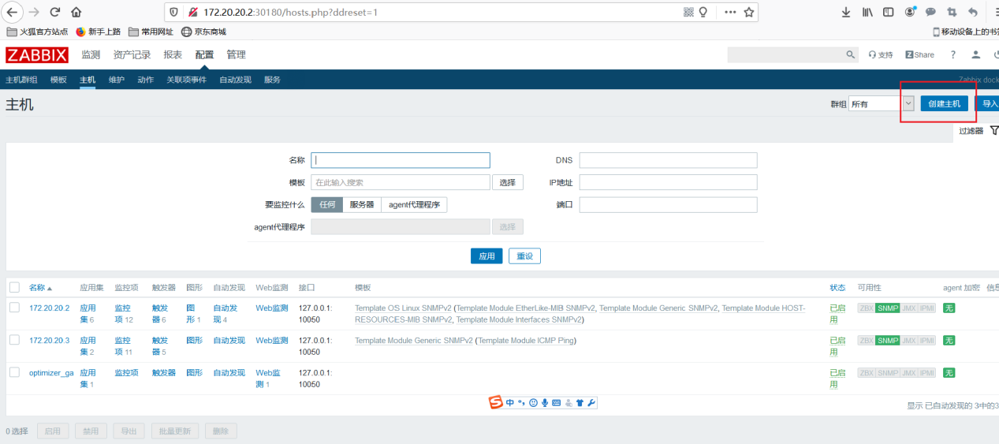 172.20.20.2:30180/hosts.php?ddreset=1
火狐官方站点 新手上路 常用网址 京东商城 移动设备上的书签
ZABBIX 监测 资产记录 报表 配置 管理 支持 Z Share ?
主机群组 模板 主机 维护 动作 关联项事件 自动发现 服务 Zabbix dock
主机 群组 所有 创建主机 导入
过滤器
名称 DNS
模板 在此输入搜索 选择 IP地址
要监控什么 任何 服务器 agent代理程序 端口
agent代理程序 选择
应用 重设
名称 应用集 监控项 触发器 图形 自动发现 Web监测 接口 模板 状态 可用性 agent 加密 信息
172.20.20.2 应用 监控 触发 图 自动发 Web监测 127.0.0.1: Template OS Linux SNMPv2 (Template Module EtherLike-MIB SNMPv2, Template Module Generic SNMPv2, Template Module HOST- 已启 ZBX SNMP JMX IPMI 无
集 6 项 12 器 6 形 1 现 4 10050 RESOURCES-MIB SNMPv2, Template Module Interfaces SNMPv2) 用
172.20.20.3 应用 监控 触发 图形 自动发现 Web监测 127.0.0.1: Template Module Generic SNMPv2 (Template Module ICMP Ping) 已启 ZBX SNMP JMX IPMI 无
集 2 项 11 器 5 10050 用
optimizer_ga 应用 监控项 触发器 图形 自动发现 Web监 127.0.0.1: 已启 ZBX SNMP JMX IPMI 无
集 1 测 1 10050 用
S 中
显示 已自动发现的 3中的3
0 选择 启用 禁用 导出 批量更新 删除